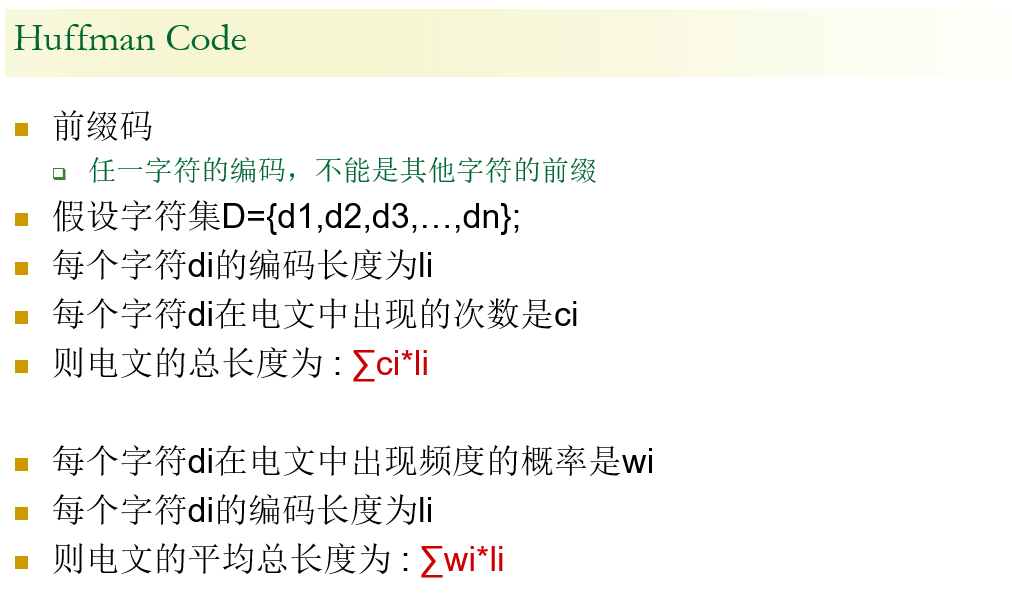 Huffman Code
前缀码
任一字符的编码，不能是其他字符的前缀
假设字符集D={d1,d2,d3,…,dn};
每个字符di的编码长度为li
每个字符di在电文中出现的次数是ci
则电文的总长度为 : ∑ci*li
每个字符di在电文中出现频度的概率是wi
每个字符di的编码长度为li
则电文的平均总长度为 : ∑wi*li